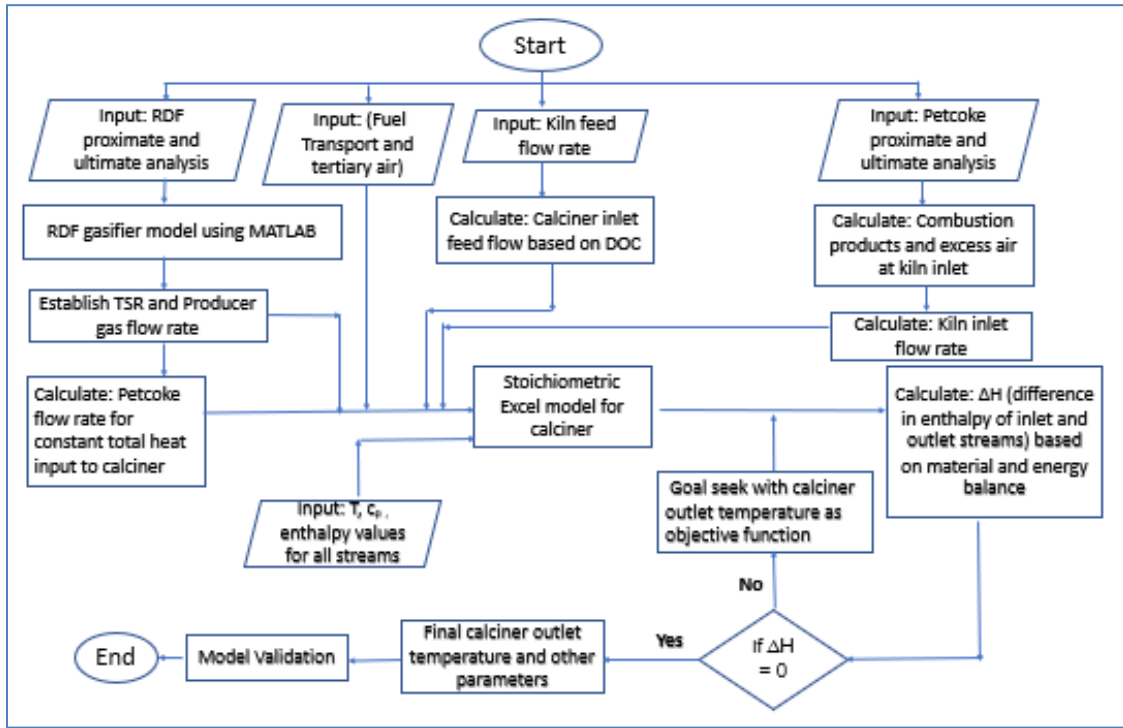 Start
Input: RDF
proximate and
ultimate analysis
Input: (Fuel
Transport and
tertiary air)
Input: Kiln feed
flow rate
Input: Petcoke
proximate and
ultimate analysis
RDF gasifier model using MATLAB
Calculate: Calciner inlet
feed flow based on DOC
Calculate: Combustion
products and excess air
at kiln inlet
Establish TSR and Producer
gas flow rate
Calculate: Kiln inlet
flow rate
Calculate: Petcoke
flow rate for
constant total heat
input to calciner
Stoichiometric
Excel model for
calciner
Calculate: ΔH (difference
in enthalpy of inlet and
outlet streams) based
on material and energy
balance
Input: T, cₚ,
enthalpy values
for all streams
Goal seek with calciner
outlet temperature as
objective function
No
If ΔH
= 0
Yes
Final calciner outlet
temperature and other
parameters
Model Validation
End